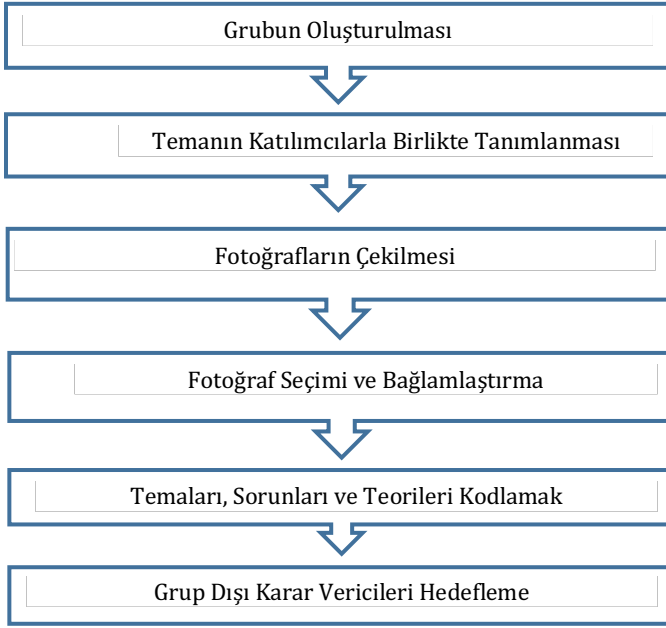 Grubun Oluşturulması
Temanın Katılımcılarla Birlikte Tanımlanması
Fotoğrafların Çekilmesi
Fotoğraf Seçimi ve Bağlamlaştırma
Temaları, Sorunları ve Teorileri Kodlamak
Grup Dışı Karar Vericileri Hedefleme